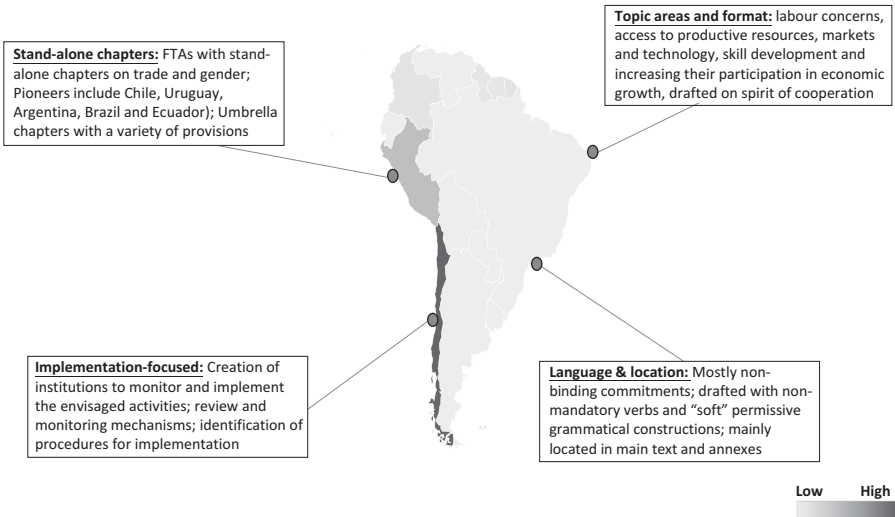 Stand-alone chapters: FTAs with stand-
alone chapters on trade and gender;
Pioneers include Chile, Uruguay,
Argentina, Brazil and Ecuador); Umbrella
chapters with a variety of provisions
Topic areas and format: labour concerns,
access to productive resources, markets
and technology, skill development and
increasing their participation in economic
growth, drafted on spirit of cooperation
Implementation-focused: Creation of
institutions to monitor and implement
the envisaged activities; review and
monitoring mechanisms; identification of
procedures for implementation
Language & location: Mostly non-
binding commitments; drafted with non-
mandatory verbs and “soft” permissive
grammatical constructions; mainly
located in main text and annexes
Low High